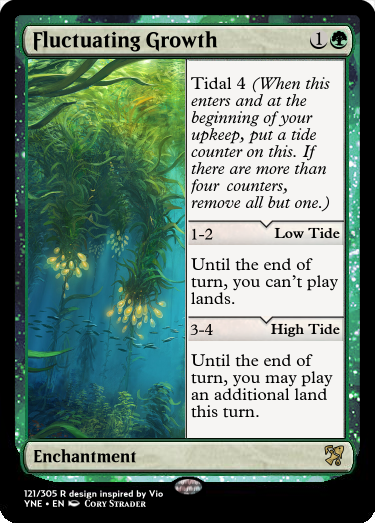 Fluctuating Growth 1
Tidal 4 (When this
enters and at the
beginning of your
upkeep, put a tide
counter on this. If
there are more than
four counters,
remove all but one.)
1-2 Low Tide
Until the end of
turn, you can't play
lands.
3-4 High Tide
Until the end of
turn, you may play
an additional land
this turn.
Enchantment
121/305 R design inspired by Vio
YNE • EN Cory Strader